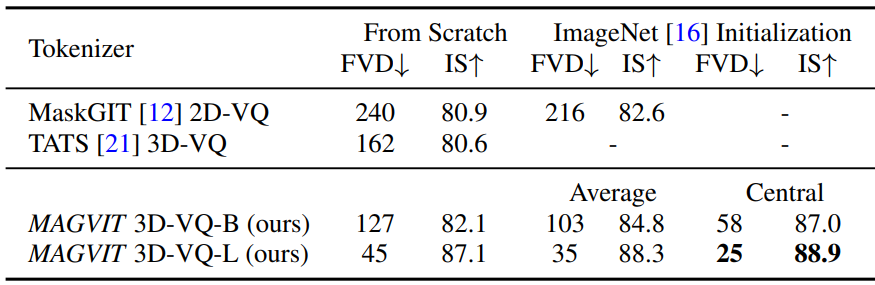 Tokenizer From Scratch ImageNet [16] Initialization
FVD↓ IS↑ FVD↓ IS↑ FVD↓ IS↑
MaskGIT [12] 2D-VQ 240 80.9 216 82.6 -
TATS [21] 3D-VQ 162 80.6 - -
Average Central
MAGVIT 3D-VQ-B (ours) 127 82.1 103 84.8 58 87.0
MAGVIT 3D-VQ-L (ours) 45 87.1 35 88.3 25 88.9